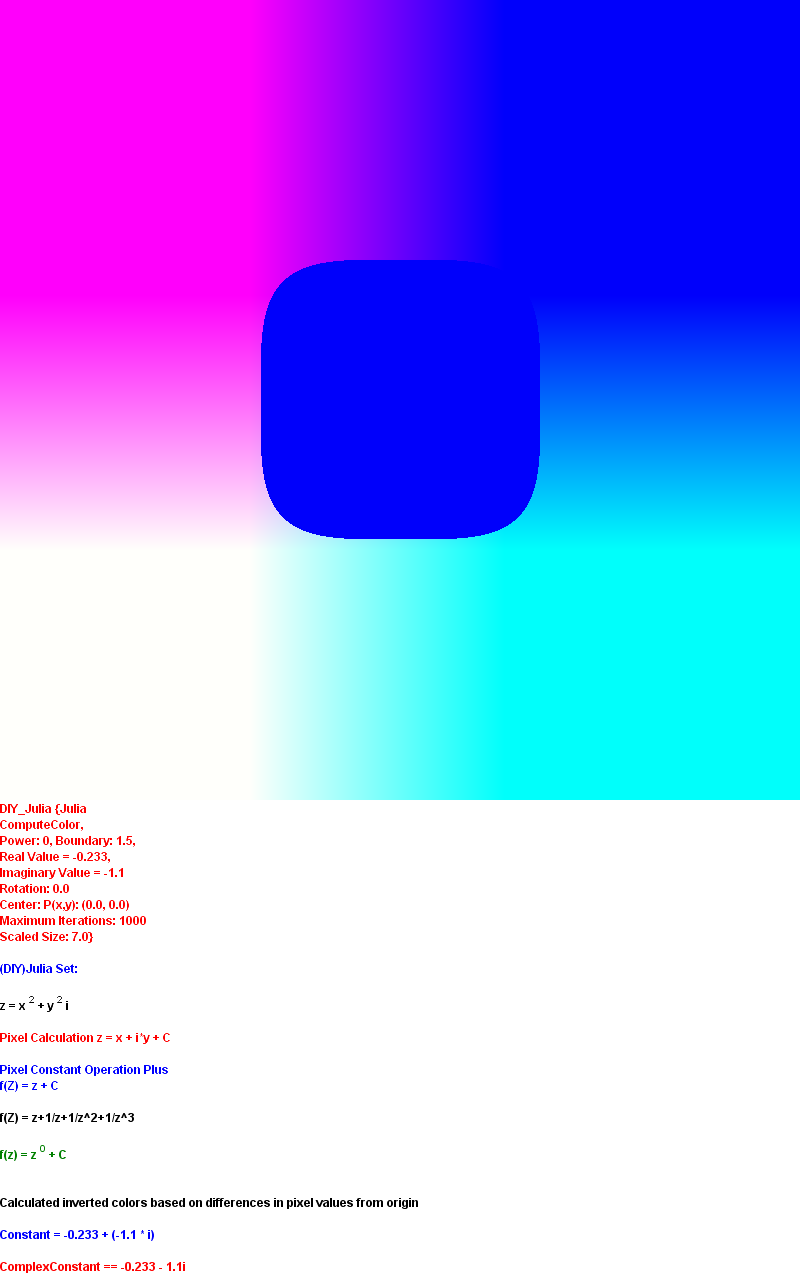 DIY_Julia {Julia
ComputeColor,
Power: 0, Boundary: 1.5,
Real Value = -0.233,
Imaginary Value = -1.1
Rotation: 0.0
Center: P(x,y): (0.0, 0.0)
Maximum Iterations: 1000
Scaled Size: 7.0}
(DIY)Julia Set:
z = x 2 + y 2 i
Pixel Calculation z = x + i*y + C
Pixel Constant Operation Plus
f(Z) = z + C
f(Z) = z+1/z+1/z^2+1/z^3
f(z) = z 0 + C
Calculated inverted colors based on differences in pixel values from origin
Constant = -0.233 + (-1.1 * i)
ComplexConstant == -0.233 - 1.1i